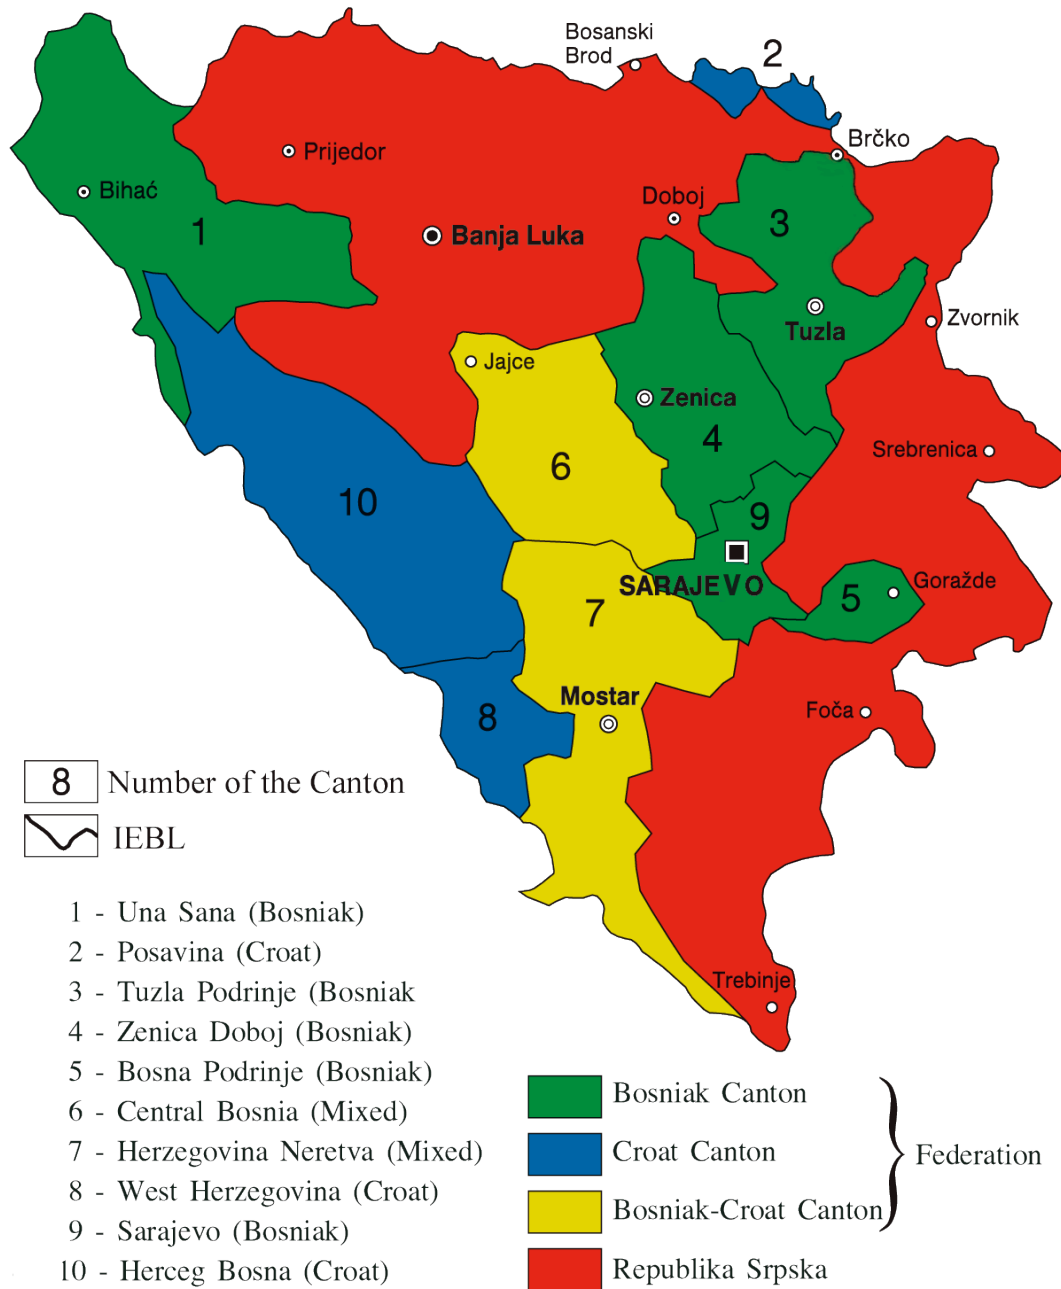 Bosanski
Brod
2
Brčko
Prijedor
Bihać
Doboj
3
1
Banja Luka
Tuzla
Zvornik
Jajce
Zenica
4
Srebrenica
6
10
9
SARAJEVO
Goražde
5
7
Mostar
Foča
8
Trebinje
8 Number of the Canton
IEBL
1 - Una Sana (Bosniak)
2 - Posavina (Croat)
3 - Tuzla Podrinje (Bosniak
4 - Zenica Doboj (Bosniak)
5 - Bosna Podrinje (Bosniak)
6 - Central Bosnia (Mixed)
7 - Herzegovina Neretva (Mixed)
8 - West Herzegovina (Croat)
9 - Sarajevo (Bosniak)
10 - Herceg Bosna (Croat)
Bosniak Canton
Croat Canton
Bosniak-Croat Canton
Federation
Republika Srpska